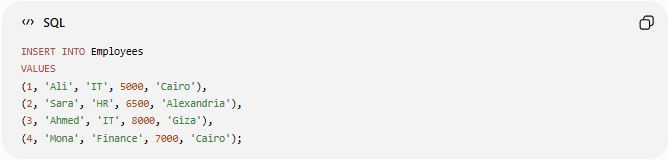 SQL
INSERT INTO Employees
VALUES
(1, 'Ali', 'IT', 5000, 'Cairo'),
(2, 'Sara', 'HR', 6500, 'Alexandria'),
(3, 'Ahmed', 'IT', 8000, 'Giza'),
(4, 'Mona', 'Finance', 7000, 'Cairo');